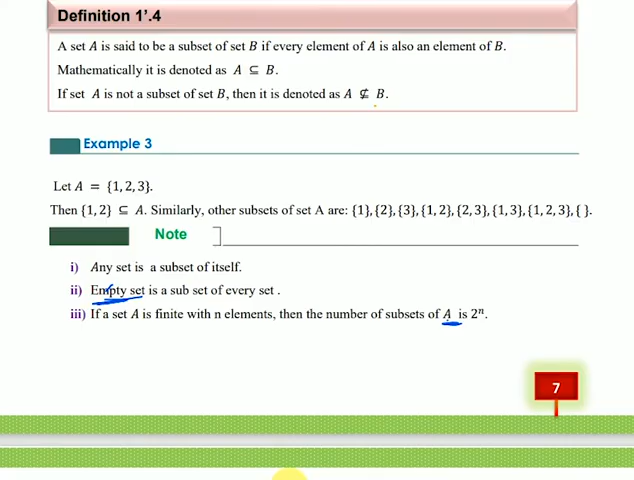 Definition 1'.4
A set A is said to be a subset of set B if every element of A is also an element of B.
Mathematically it is denoted as A ⊆ B.
If set A is not a subset of set B, then it is denoted as A ⊈ B.
Example 3
Let A = {1, 2, 3}.
Then {1, 2} ⊆ A. Similarly, other subsets of set A are: {1}, {2}, {3}, {1, 2}, {2, 3}, {1, 3}, {1, 2, 3}, { }.
Note
i) Any set is a subset of itself.
ii) Empty set is a sub set of every set .
iii) If a set A is finite with n elements, then the number of subsets of A is 2ⁿ.
7